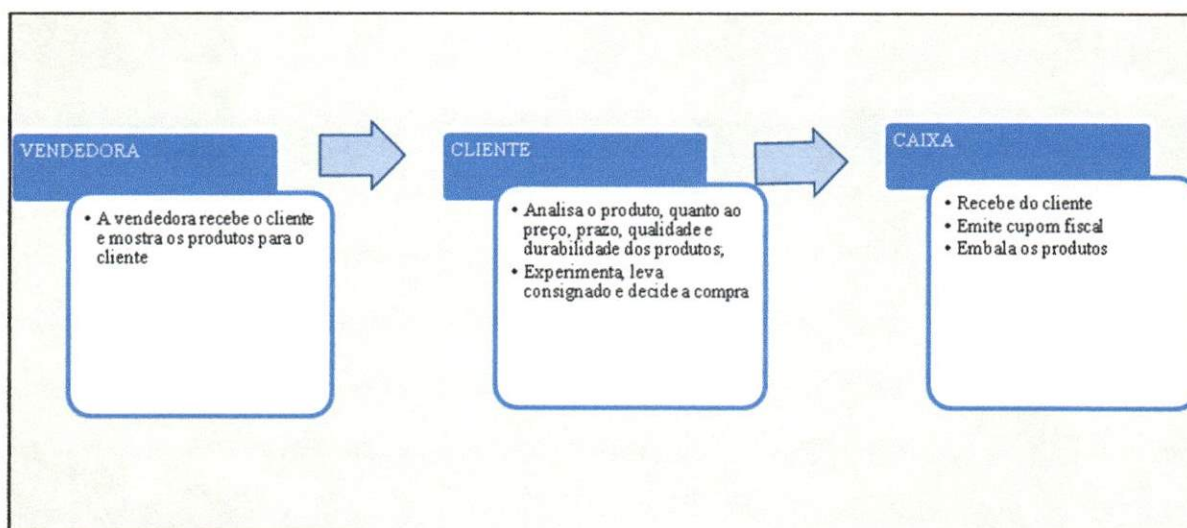 VENDEDORA
• A vendedora recebe o cliente
e mostra os produtos para o
cliente
CLIENTE
• Analisa o produto, quanto ao
preço, prazo, qualidade e
durabilidade dos produtos;
• Experimenta, leva
consignado e decide a compra
CAIXA
• Recebe do cliente
• Emite cupom fiscal
• Embala os produtos